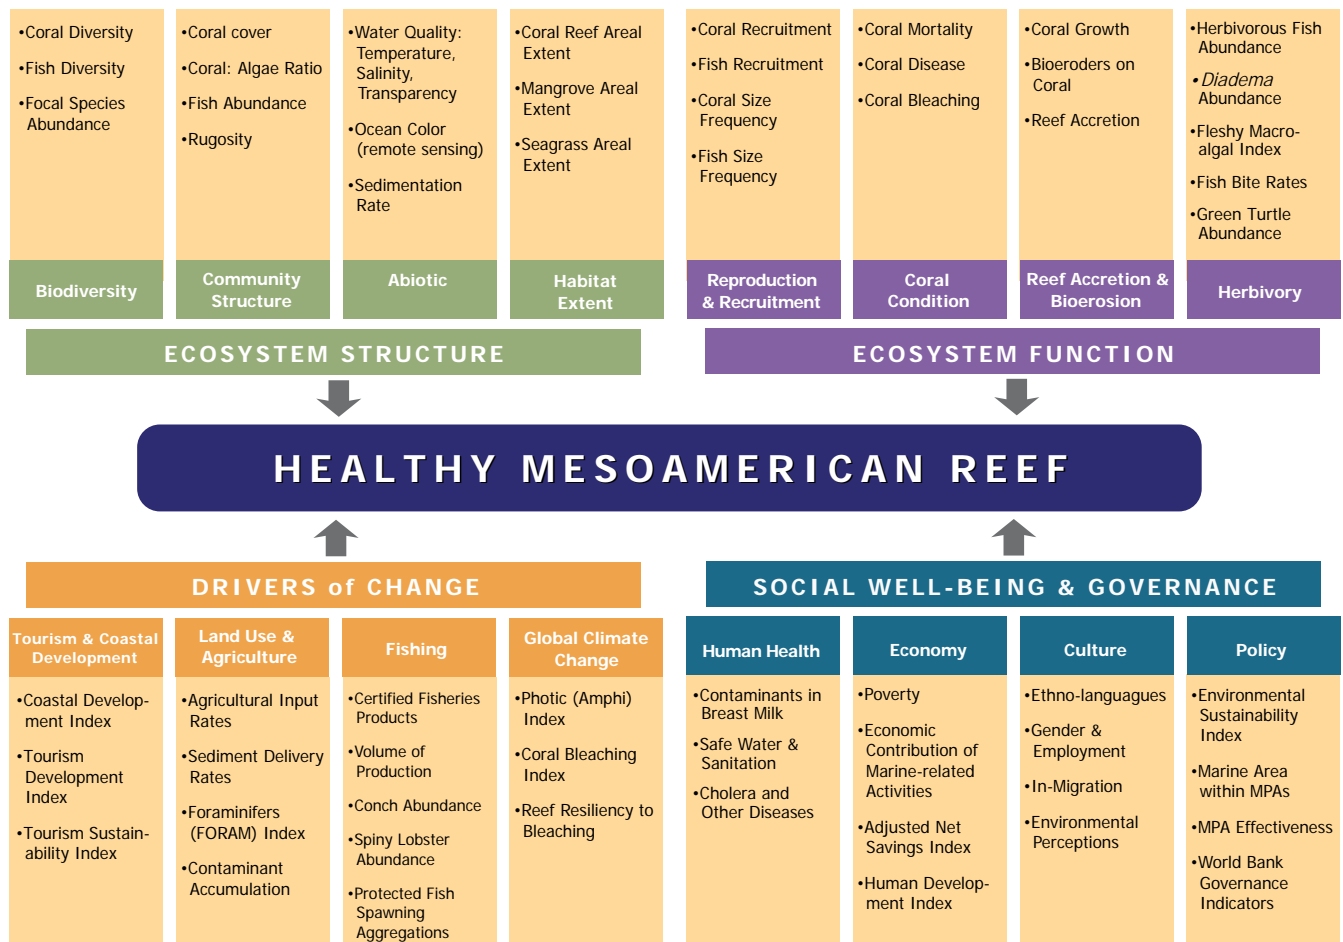 •Coral Diversity
•Fish Diversity
•Focal Species
Abundance
Biodiversity
•Coral cover
•Coral: Algae Ratio
•Fish Abundance
•Rugosity
Community
Structure
•Water Quality:
Temperature,
Salinity,
Transparency
•Ocean Color
(remote sensing)
•Sedimentation
Rate
Abiotic
•Coral Reef Areal
Extent
•Mangrove Areal
Extent
•Seagrass Areal
Extent
Habitat
Extent
ECOSYSTEM STRUCTURE
•Coral Recruitment
•Fish Recruitment
•Coral Size
Frequency
•Fish Size
Frequency
Reproduction
& Recruitment
•Coral Mortality
•Coral Disease
•Coral Bleaching
Coral
Condition
•Coral Growth
•Bioeroders on
Coral
•Reef Accretion
Reef Accretion &
Bioerosion
•Herbivorous Fish
Abundance
•Diadema
Abundance
•Fleshy Macro-
algal Index
•Fish Bite Rates
•Green Turtle
Abundance
Herbivory
ECOSYSTEM FUNCTION
HEALTHY MESOAMERICAN REEF
DRIVERS of CHANGE
Tourism & Coastal
Development
•Coastal Develop-
ment Index
•Tourism
Development
Index
•Tourism Sustain-
ability Index
Land Use &
Agriculture
•Agricultural Input
Rates
•Sediment Delivery
Rates
•Foraminifers
(FORAM) Index
•Contaminant
Accumulation
Fishing
•Certified Fisheries
Products
•Volume of
Production
•Conch Abundance
•Spiny Lobster
Abundance
•Protected Fish
Spawning
Aggregations
Global Climate
Change
•Photic (Amphi)
Index
•Coral Bleaching
Index
•Reef Resiliency to
Bleaching
SOCIAL WELL-BEING & GOVERNANCE
Human Health
•Contaminants in
Breast Milk
•Safe Water &
Sanitation
•Cholera and
Other Diseases
Economy
•Poverty
•Economic
Contribution of
Marine-related
Activities
•Adjusted Net
Savings Index
•Human Develop-
ment Index
Culture
•Ethno-languagues
•Gender &
Employment
•In-Migration
•Environmental
Perceptions
Policy
•Environmental
Sustainability
Index
•Marine Area
within MPAs
•MPA Effectiveness
•World Bank
Governance
Indicators